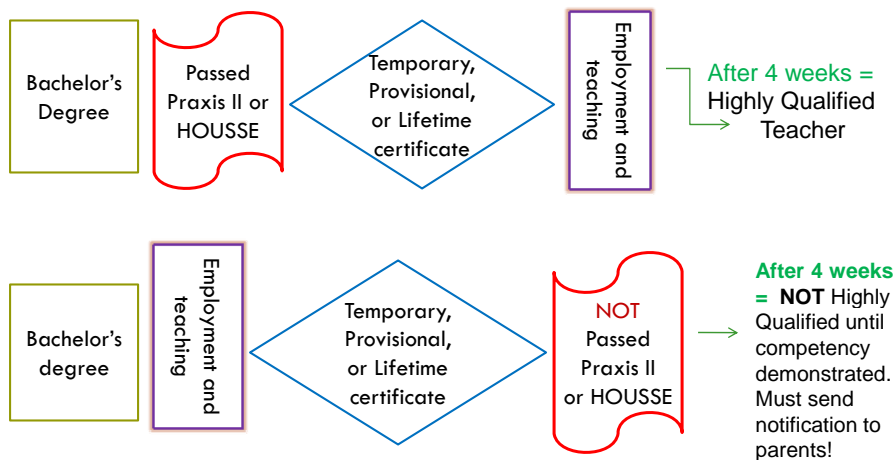 Bachelor's
Degree
Passed
Praxis II or
HOUSSE
Temporary,
Provisional,
or Lifetime
certificate
Employment and
teaching
After 4 weeks =
Highly Qualified
Teacher
Bachelor's
degree
Employment and
teaching
Temporary,
Provisional,
or Lifetime
certificate
NOT
Passed
Praxis II
or HOUSSE
After 4 weeks
= NOT Highly
Qualified until
competency
demonstrated.
Must send
notification to
parents!